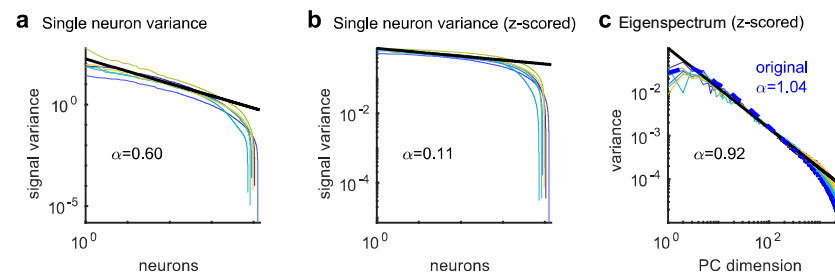 a Single neuron variance
signal variance
10^0
10^-5
α=0.60
10^0
neurons
b Single neuron variance (z-scored)
signal variance
10^-2
10^-4
α=0.11
10^0
neurons
c Eigenspectrum (z-scored)
variance
10^-2
10^-3
10^-4
original
α=1.04
α=0.92
10^0
10^2
PC dimension